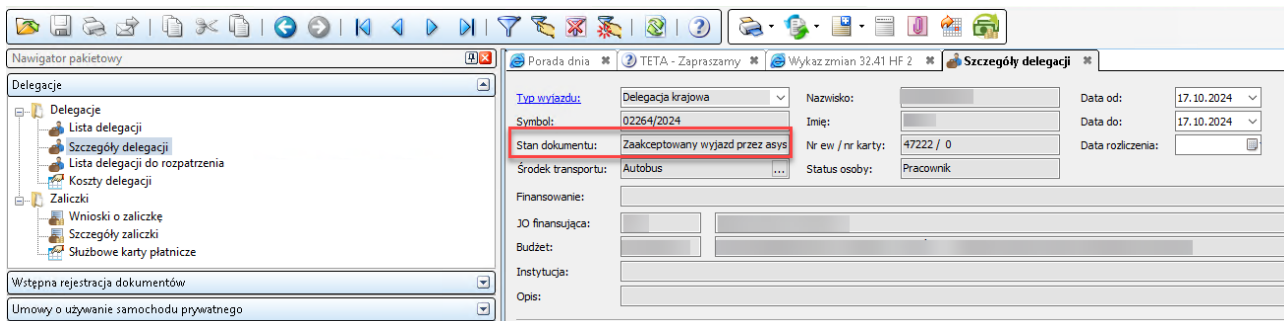 Nawigator pakietowy
Porada dnia
TETA - Zapraszamy
Wykaz zmian 32.41 HF 2
Szczegóły delegacji
Delegacje
Delegacje
Lista delegacji
Szczegóły delegacji
Lista delegacji do rozpatrzenia
Koszty delegacji
Zaliczki
Wnioski o zaliczkę
Szczegóły zaliczki
Służbowe karty płatnicze
Wstępna rejestracja dokumentów
Umowy o używanie samochodu prywatnego
Typ wyjazdu: Delegacja krajowa Nazwisko: Data od: 17.10.2024
Symbol: 02264/2024 Imię: Data do: 17.10.2024
Stan dokumentu: Zaakceptowany wyjazd przez asys Nr ew / nr karty: 47222 / 0 Data rozliczenia:
Środek transportu: Autobus ... Status osoby: Pracownik
Finansowanie:
JO finansująca:
Budżet:
Instytucja:
Opis: